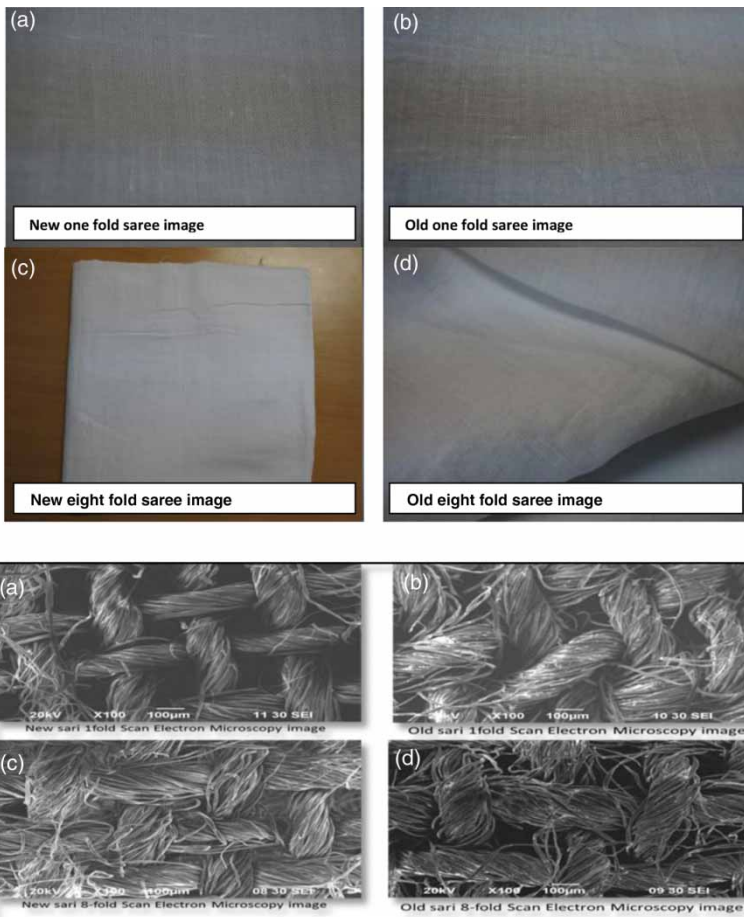 (a)
New one fold saree image
(b)
Old one fold saree image
(c)
New eight fold saree image
(d)
Old eight fold saree image
(a)
20kV X100 100µm 11 30 SEI
New sari 1fold Scan Electron Microscopy image
(b)
20kV X100 100µm 10 30 SEI
Old sari 1fold Scan Electron Microscopy image
(c)
20kV X100 100µm 08 30 SEI
New sari 8-fold Scan Electron Microscopy image
(d)
20kV X100 100µm 09 30 SEI
Old sari 8-fold Scan Electron Microscopy image